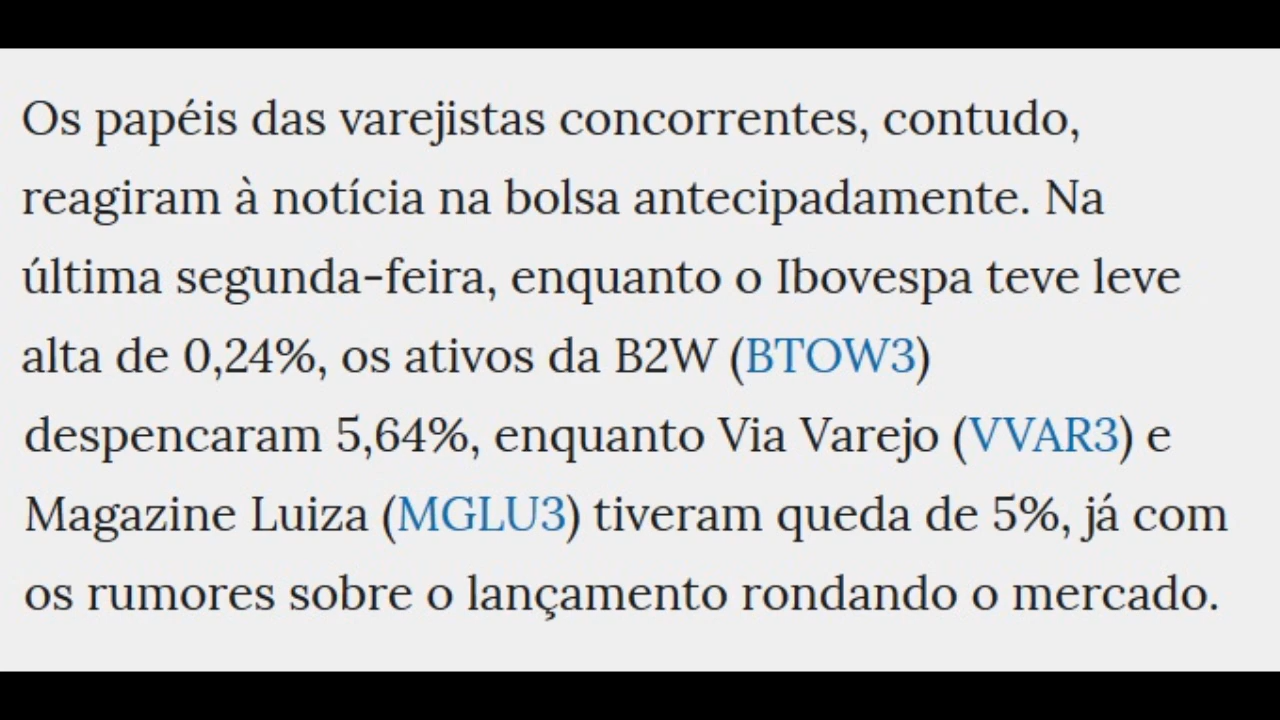 Os papéis das varejistas concorrentes, contudo,
reagiram à notícia na bolsa antecipadamente. Na
última segunda-feira, enquanto o Ibovespa teve leve
alta de 0,24%, os ativos da B2W (BTOW3)
despencaram 5,64%, enquanto Via Varejo (VVAR3) e
Magazine Luiza (MGLU3) tiveram queda de 5%, já com
os rumores sobre o lançamento rondando o mercado.